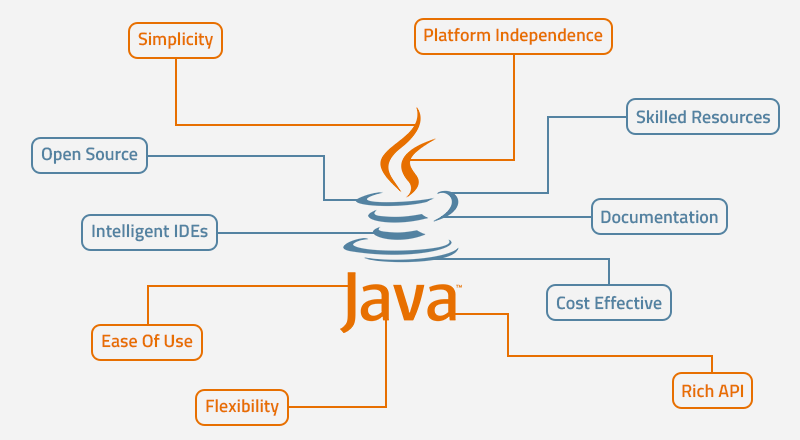 Simplicity
Platform Independence
Skilled Resources
Open Source
Documentation
Intelligent IDEs
Java™
Cost Effective
Ease Of Use
Rich API
Flexibility